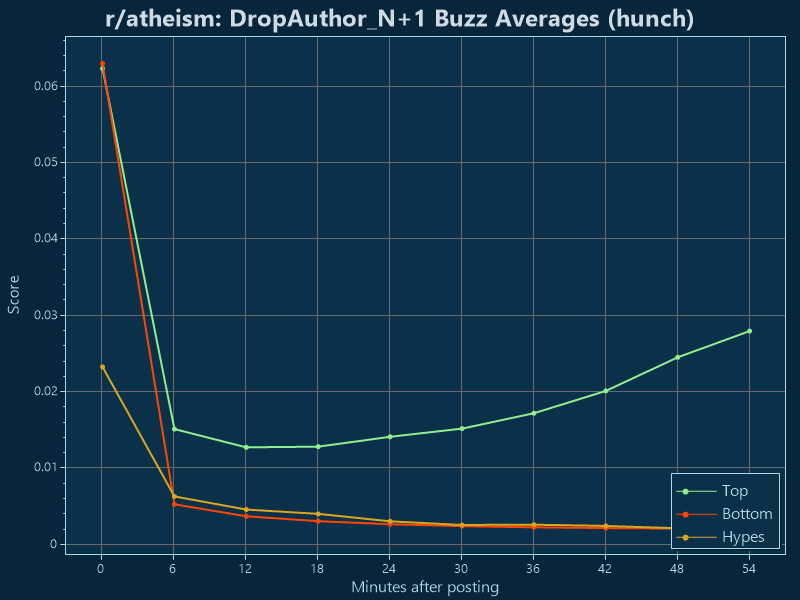 r/atheism: DropAuthor_N+1 Buzz Averages (hunch)
0.06
0.05
0.04
0.03
0.02
0.01
0
Score
Top
Bottom
Hypes
0 6 12 18 24 30 36 42 48 54
Minutes after posting